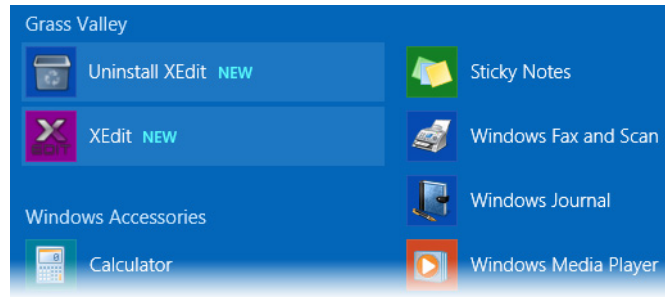 Grass Valley
Uninstall XEdit NEW
XEdit NEW
Windows Accessories
Calculator
Sticky Notes
Windows Fax and Scan
Windows Journal
Windows Media Player